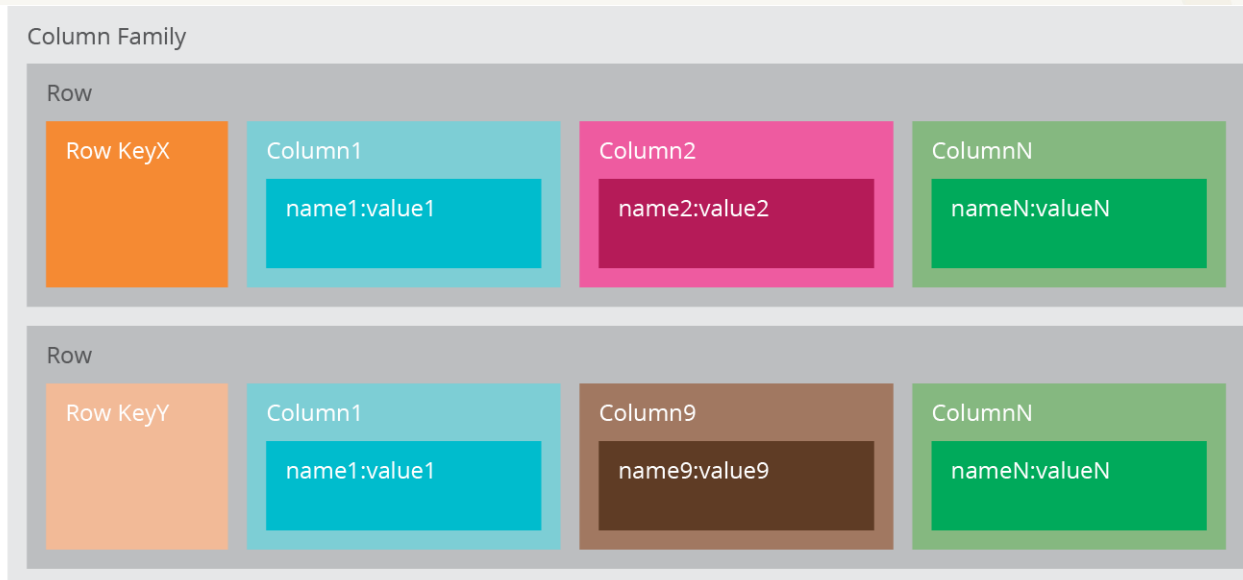 Column Family
Row
Row KeyX
Column1
name1:value1
Column2
name2:value2
ColumnN
nameN:valueN
Row
Row KeyY
Column1
name1:value1
Column9
name9:value9
ColumnN
nameN:valueN